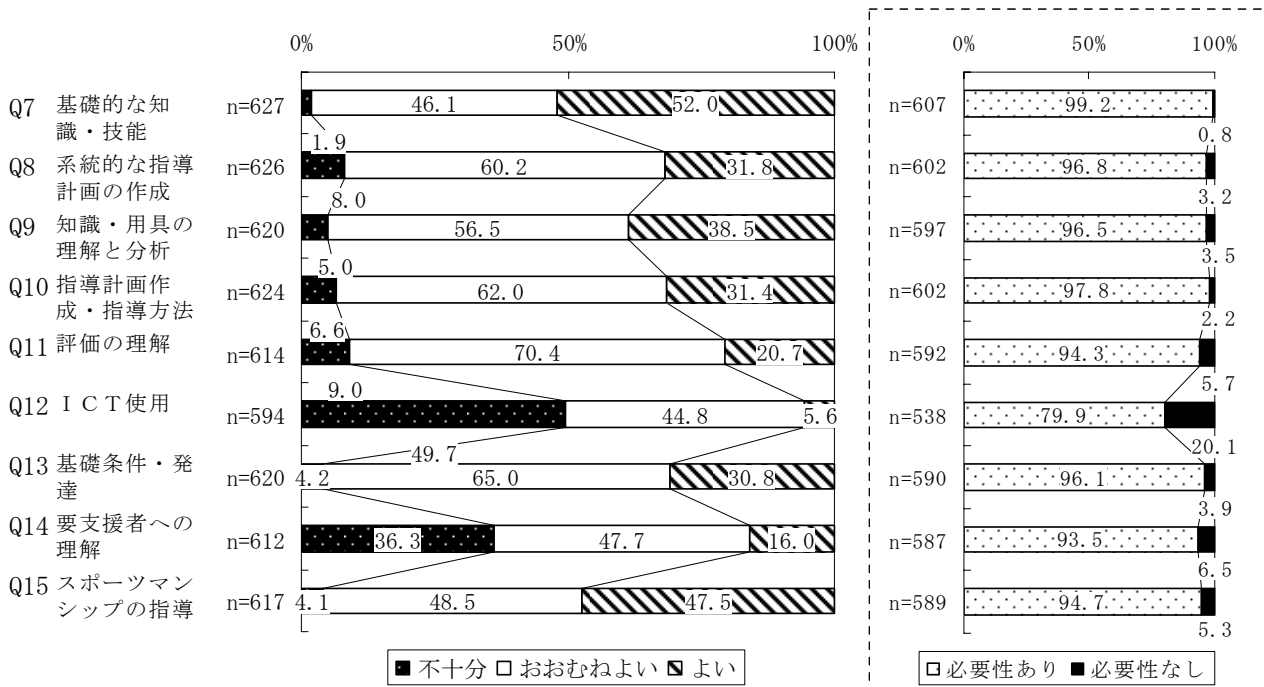 0% 50% 100% 0% 50% 100%
Q7 基礎的な知 n=627 46.1 52.0 n=607 99.2
識・技能
1.9 0.8
Q8 系統的な指導 n=626 60.2 31.8 n=602 96.8
計画の作成
8.0 3.2
Q9 知識・用具の n=620 56.5 38.5 n=597 96.5
理解と分析
5.0 3.5
Q10 指導計画作 n=624 62.0 31.4 n=602 97.8
成・指導方法
6.6 2.2
Q11 評価の理解 n=614 70.4 20.7 n=592 94.3
9.0 5.7
Q12 ＩＣＴ使用 n=594 44.8 5.6 n=538 79.9
49.7 20.1
Q13 基礎条件・発 n=620 4.2 65.0 30.8 n=590 96.1
達
3.9
Q14 要支援者への n=612 36.3 47.7 16.0 n=587 93.5
理解
6.5
Q15 スポーツマン n=617 4.1 48.5 47.5 n=589 94.7
シップの指導
5.3
不十分 おおむねよい よい 必要性あり 必要性なし